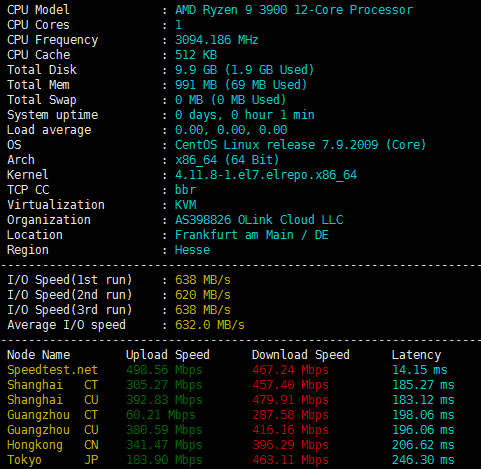 CPU Model : AMD Ryzen 9 3900 12-Core Processor
CPU Cores : 1
CPU Frequency : 3094.186 MHz
CPU Cache : 512 KB
Total Disk : 9.9 GB (1.9 GB Used)
Total Mem : 991 MB (69 MB Used)
Total Swap : 0 MB (0 MB Used)
System uptime : 0 days, 0 hour 1 min
Load average : 0.00, 0.00, 0.00
OS : CentOS Linux release 7.9.2009 (Core)
Arch : x86_64 (64 Bit)
Kernel : 4.11.8-1.el7.elrepo.x86_64
TCP CC : bbr
Virtualization : KVM
Organization : AS398826 OLink Cloud LLC
Location : Frankfurt am Main / DE
Region : Hesse
----------------------------------------------------------------------
I/O Speed(1st run) : 638 MB/s
I/O Speed(2nd run) : 620 MB/s
I/O Speed(3rd run) : 638 MB/s
Average I/O speed : 632.0 MB/s
----------------------------------------------------------------------
Node Name Upload Speed Download Speed Latency
Speedtest.net 498.56 Mbps 467.24 Mbps 14.15 ms
Shanghai CT 305.27 Mbps 457.40 Mbps 185.27 ms
Shanghai CU 392.83 Mbps 479.91 Mbps 183.12 ms
Guangzhou CT 60.21 Mbps 287.58 Mbps 198.06 ms
Guangzhou CU 380.59 Mbps 416.16 Mbps 196.06 ms
Hongkong CN 341.47 Mbps 396.29 Mbps 206.62 ms
Tokyo JP 183.90 Mbps 463.11 Mbps 246.30 ms